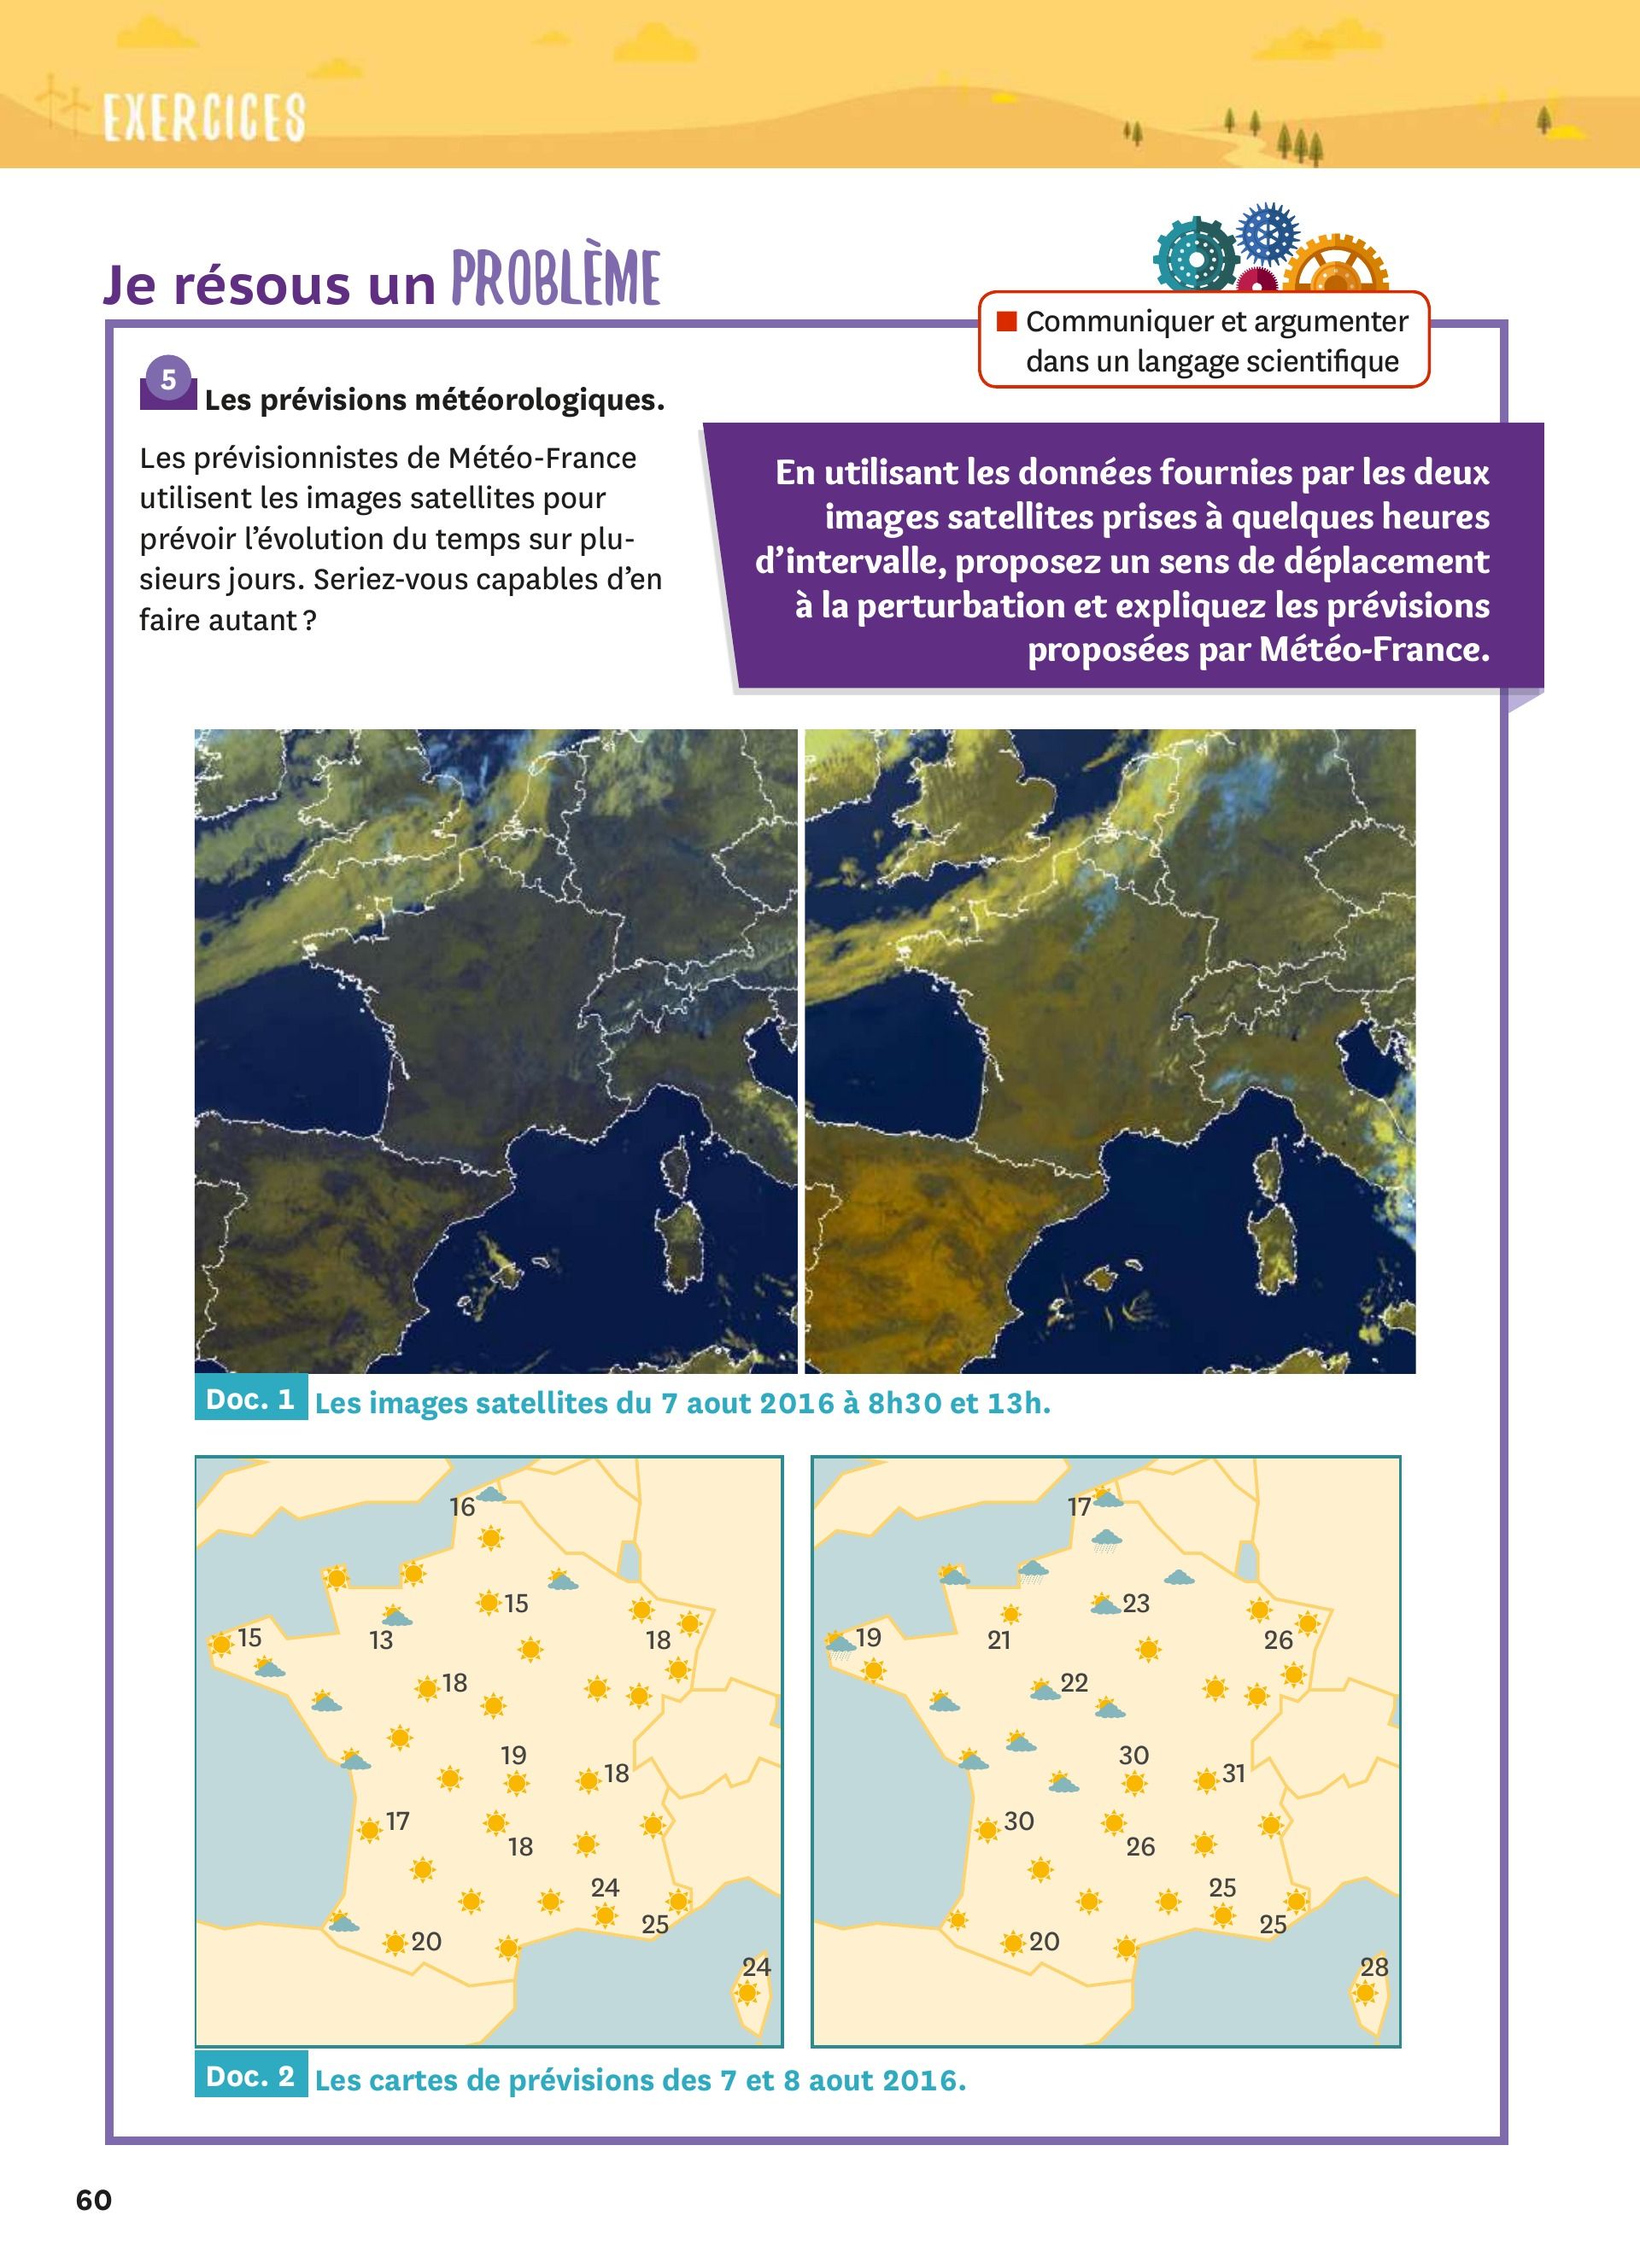 EXERCICES
Je résous un PROBLÈME
■ Communiquer et argumenter
dans un langage scientifique
5 Les prévisions météorologiques.
Les prévisionnistes de Météo-France
utilisent les images satellites pour
prévoir l'évolution du temps sur plu-
sieurs jours. Seriez-vous capables d'en
faire autant ?
En utilisant les données fournies par les deux
images satellites prises à quelques heures
d'intervalle, proposez un sens de déplacement
à la perturbation et expliquez les prévisions
proposées par Météo-France.
Doc. 1 Les images satellites du 7 aout 2016 à 8h30 et 13h.
16
15
15
13
18
18
19
18
17
18
24
25
20
24
17
23
19
21
26
22
30
31
30
26
25
25
20
28
Doc. 2 Les cartes de prévisions des 7 et 8 aout 2016.
60